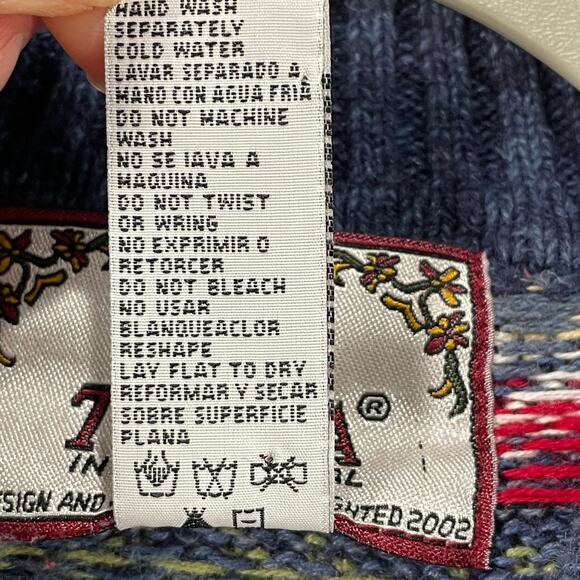 HAND WASH
SEPARATELY
COLD WATER
LAVAR SEPARADO A
MANO CON AGUA FRIA
DO NOT MACHINE
WASH
NO SE IAVA A
MAQUINA
DO NOT TWIST
OR WRING
NO EXPRIMIR O
RETORCER
DO NOT BLEACH
NO USAR
BLANQUEACLOR
RESHAPE
LAY FLAT TO DRY
REFORMAR Y SECAR
SOBRE SUPERFICIE
PLANA
®
IN
AND
2002